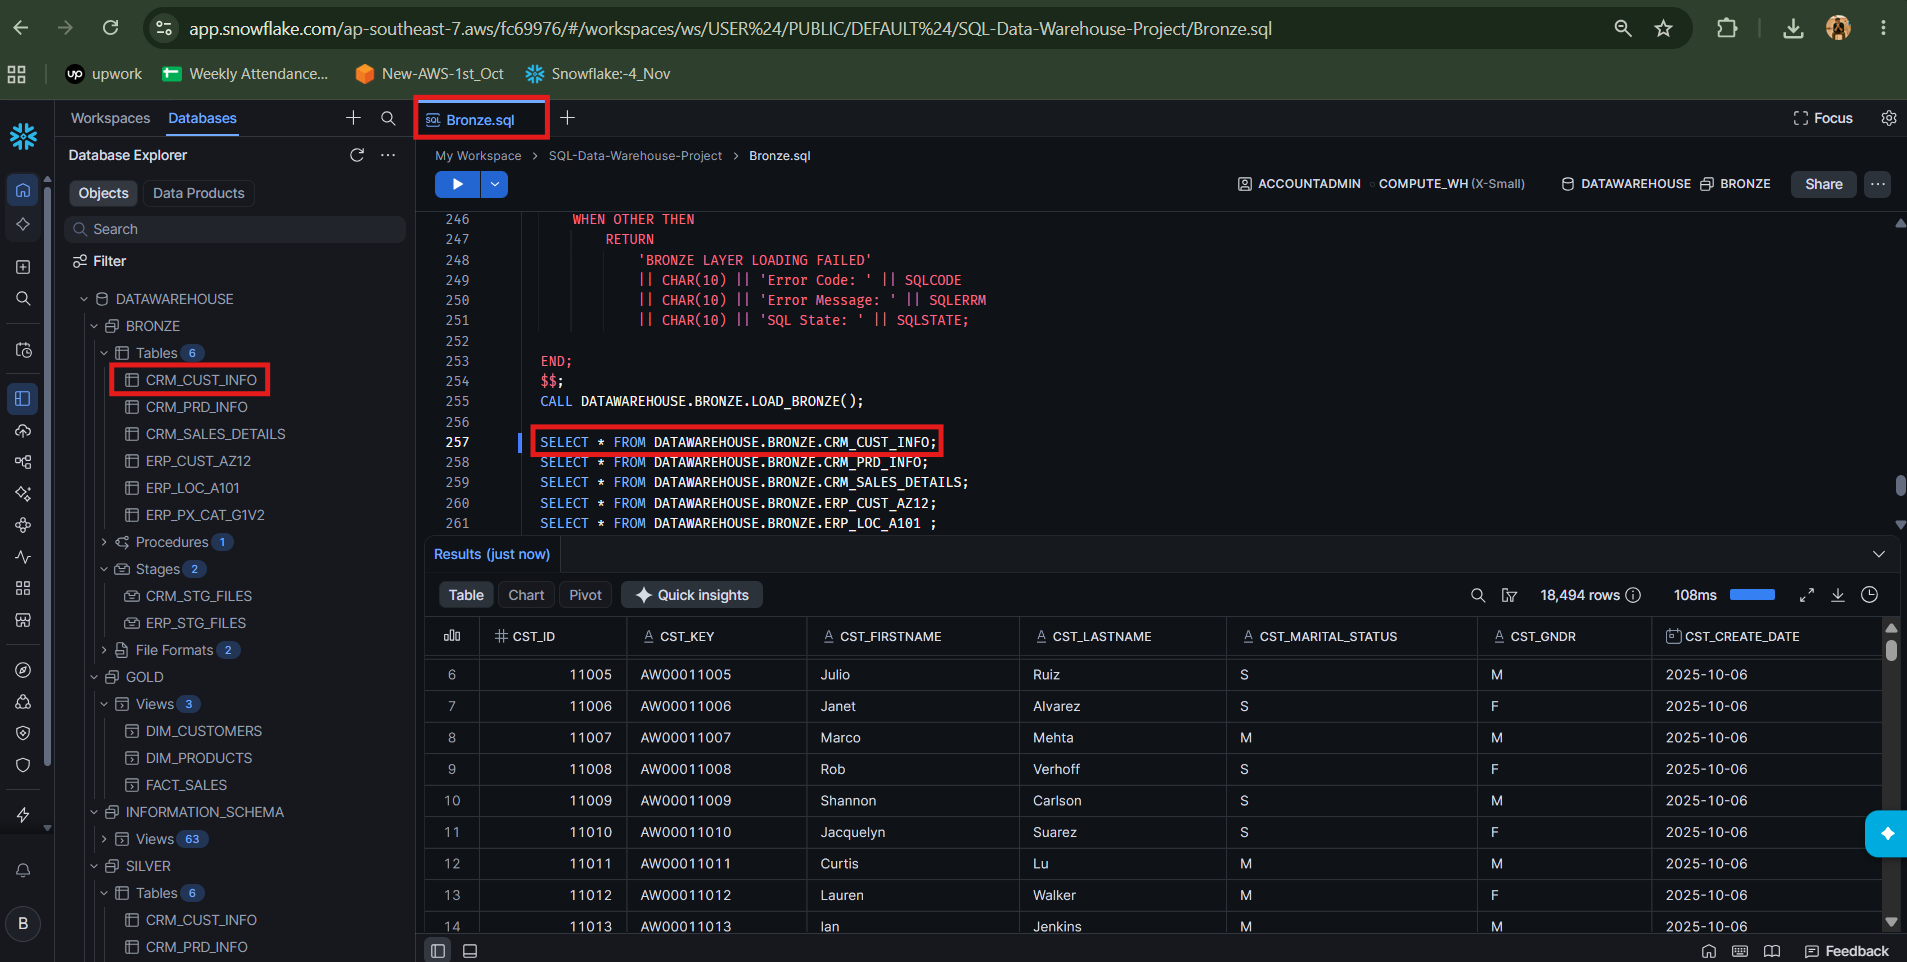 app.snowflake.com/ap-southeast-7.aws/fc69976/#/workspaces/ws/USER%24/PUBLIC/DEFAULT%24/SQL-Data-Warehouse-Project/Bronze.sql
up upwork Weekly Attendance... New-AWS-1st_Oct Snowflake:-4_Nov
Workspaces Databases
SQL Bronze.sql
Focus
Database Explorer
My Workspace > SQL-Data-Warehouse-Project > Bronze.sql
Objects Data Products
ACCOUNTADMIN COMPUTE_WH (X-Small) DATAWAREHOUSE BRONZE Share
Search
Filter
DATAWAREHOUSE
BRONZE
Tables 6
CRM_CUST_INFO
CRM_PRD_INFO
CRM_SALES_DETAILS
ERP_CUST_AZ12
ERP_LOC_A101
ERP_PX_CAT_G1V2
Procedures 1
Stages 2
CRM_STG_FILES
ERP_STG_FILES
File Formats 2
GOLD
Views 3
DIM_CUSTOMERS
DIM_PRODUCTS
FACT_SALES
INFORMATION_SCHEMA
Views 63
SILVER
Tables 6
CRM_CUST_INFO
CRM_PRD_INFO
B
246 WHEN OTHER THEN
247 RETURN
248 'BRONZE LAYER LOADING FAILED'
249 || CHAR(10) || 'Error Code: ' || SQLCODE
250 || CHAR(10) || 'Error Message: ' || SQLERRM
251 || CHAR(10) || 'SQL State: ' || SQLSTATE;
252
253 END;
254 $$;
255 CALL DATAWAREHOUSE.BRONZE.LOAD_BRONZE();
256
257 SELECT * FROM DATAWAREHOUSE.BRONZE.CRM_CUST_INFO;
258 SELECT * FROM DATAWAREHOUSE.BRONZE.CRM_PRD_INFO;
259 SELECT * FROM DATAWAREHOUSE.BRONZE.CRM_SALES_DETAILS;
260 SELECT * FROM DATAWAREHOUSE.BRONZE.ERP_CUST_AZ12;
261 SELECT * FROM DATAWAREHOUSE.BRONZE.ERP_LOC_A101 ;
Results (just now)
Table Chart Pivot Quick insights 18,494 rows 108ms
# CST_ID A CST_KEY A CST_FIRSTNAME A CST_LASTNAME A CST_MARITAL_STATUS A CST_GNDR CST_CREATE_DATE
6 11005 AW00011005 Julio Ruiz S M 2025-10-06
7 11006 AW00011006 Janet Alvarez S F 2025-10-06
8 11007 AW00011007 Marco Mehta M M 2025-10-06
9 11008 AW00011008 Rob Verhoff S F 2025-10-06
10 11009 AW00011009 Shannon Carlson S M 2025-10-06
11 11010 AW00011010 Jacquelyn Suarez S F 2025-10-06
12 11011 AW00011011 Curtis Lu M M 2025-10-06
13 11012 AW00011012 Lauren Walker M F 2025-10-06
14 11013 AW00011013 Ian Jenkins M M 2025-10-06
Feedback